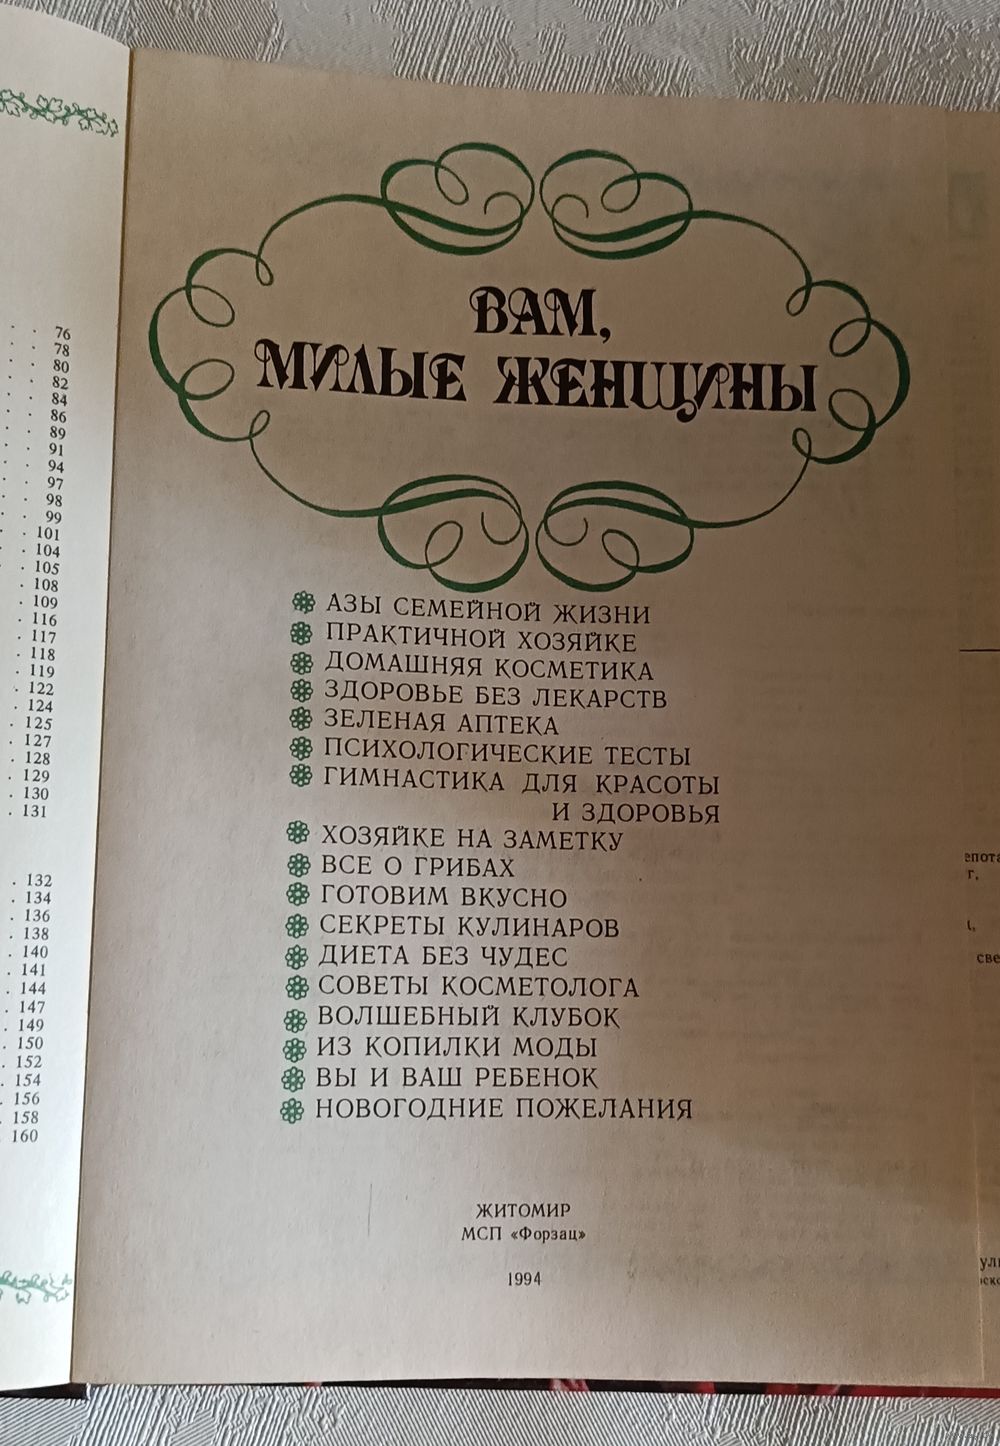 76
78
80
82
84
86
89
91
94
97
98
99
101
104
105
108
109
116
117
118
119
122
124
125
127
128
129
130
131
132
134
136
138
140
141
144
147
149
150
152
154
156
158
160
ВАМ,
МИЛЫЕ ЖЕНЩИНЫ
АЗЫ СЕМЕЙНОЙ ЖИЗНИ
ПРАКТИЧНОЙ ХОЗЯЙКЕ
ДОМАШНЯЯ КОСМЕТИКА
ЗДОРОВЬЕ БЕЗ ЛЕКАРСТВ
ЗЕЛЕНАЯ АПТЕКА
ПСИХОЛОГИЧЕСКИЕ ТЕСТЫ
ГИМНАСТИКА ДЛЯ КРАСОТЫ
И ЗДОРОВЬЯ
ХОЗЯЙКЕ НА ЗАМЕТКУ
ВСЕ О ГРИБАХ
ГОТОВИМ ВКУСНО
СЕКРЕТЫ КУЛИНАРОВ
ДИЕТА БЕЗ ЧУДЕС
СОВЕТЫ КОСМЕТОЛОГА
ВОЛШЕБНЫЙ КЛУБОК
ИЗ КОПИЛКИ МОДЫ
ВЫ И ВАШ РЕБЕНОК
НОВОГОДНИЕ ПОЖЕЛАНИЯ
ЖИТОМИР
МСП «Форзац»
1994